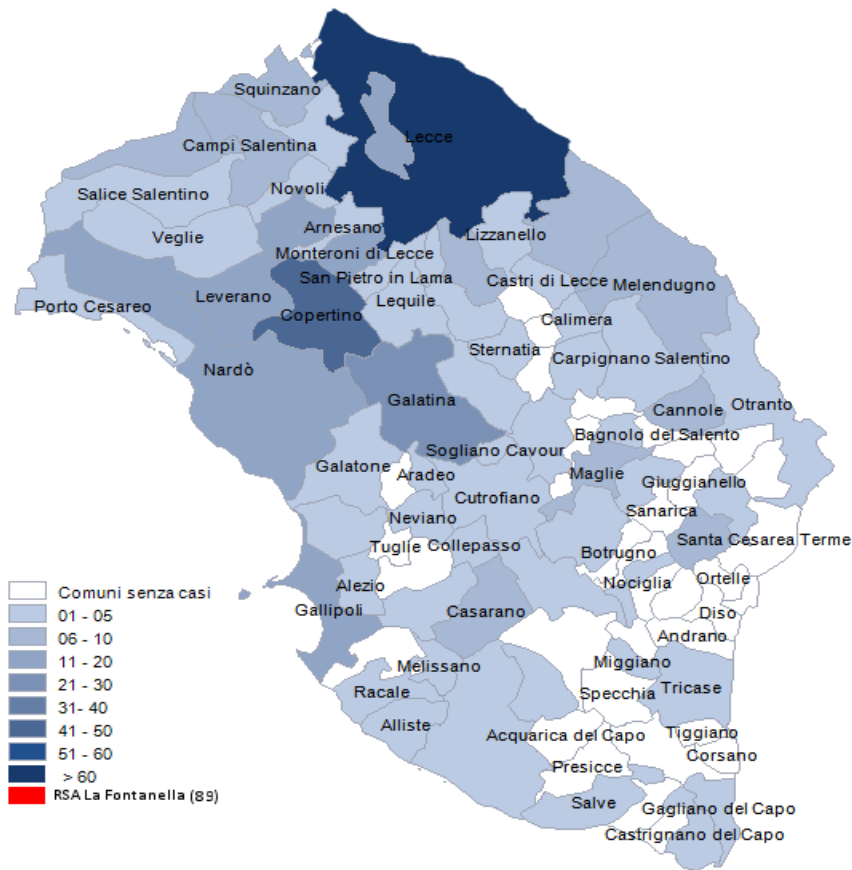 Squinzano
Lecce
Campi Salentina
Novoli
Salice Salentino
Arnesano
Veglie
Lizzanello
Monteroni di Lecce
San Pietro in Lama
Castri di Lecce
Melendugno
Leverano
Lequile
Porto Cesareo
Copertino
Calimera
Sternatia
Carpignano Salentino
Nardò
Galatina
Cannole
Otranto
Bagnolo del Salento
Sogliano Cavour
Galatone
Aradeo
Maglie
Giuggianello
Cutrofiano
Sanarica
Neviano
Santa Cesarea Terme
Tuglie
Collepasso
Botrugno
Alezio
Nociglia
Ortelle
Gallipoli
Casarano
Diso
Andrano
Melissano
Miggiano
Racale
Specchia
Tricase
Alliste
Acquarica del Capo
Tiggiano
Corsano
Presicce
Salve
Gagliano del Capo
Castrignano del Capo
Comuni senza casi
01 - 05
06 - 10
11 - 20
21 - 30
31- 40
41 - 50
51 - 60
> 60
RSA La Fontanella (89)